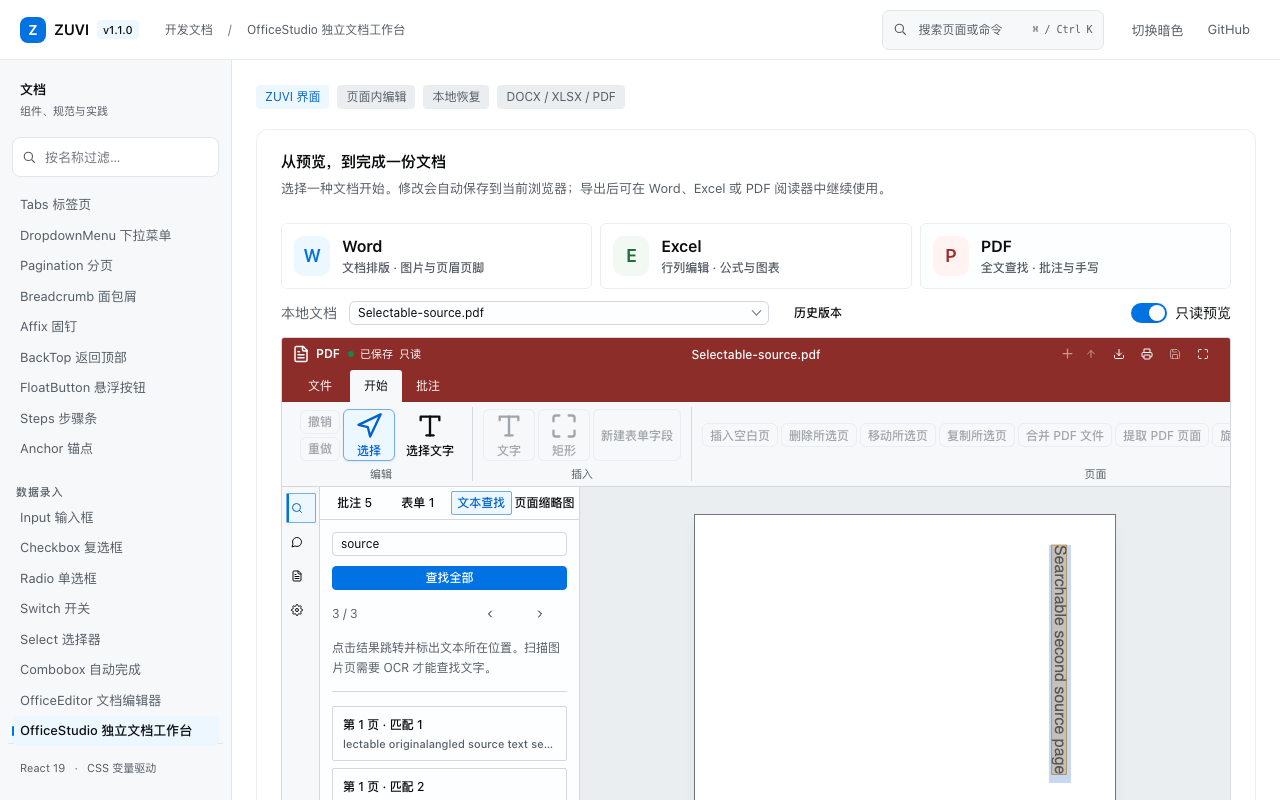 Z ZUVI v1.1.0 开发文档 / OfficeStudio 独立文档工作台 搜索页面或命令 ⌘ / Ctrl K 切换暗色 GitHub
文档
组件、规范与实践
按名称过滤...
Tabs 标签页
DropdownMenu 下拉菜单
Pagination 分页
Breadcrumb 面包屑
Affix 固钉
BackTop 返回顶部
FloatButton 悬浮按钮
Steps 步骤条
Anchor 锚点
数据录入
Input 输入框
Checkbox 复选框
Radio 单选框
Switch 开关
Select 选择器
Combobox 自动完成
OfficeEditor 文档编辑器
OfficeStudio 独立文档工作台
React 19 · CSS 变量驱动
ZUVI 界面 页面内编辑 本地恢复 DOCX / XLSX / PDF
从预览，到完成一份文档
选择一种文档开始。修改会自动保存到当前浏览器；导出后可在 Word、Excel 或 PDF 阅读器中继续使用。
W Word
文档排版 · 图片与页眉页脚
E Excel
行列编辑 · 公式与图表
P PDF
全文查找 · 批注与手写
本地文档 Selectable-source.pdf 历史版本 只读预览
PDF 已保存 只读 Selectable-source.pdf
文件 开始 批注
撤销
重做
选择 选择文字
编辑
文字 矩形 新建表单字段
插入
插入空白页 删除所选页 移动所选页 复制所选页 合并 PDF 文件 提取 PDF 页面
页面
批注 5 表单 1 文本查找 页面缩略图
source
查找全部
3 / 3
点击结果跳转并标出文本所在位置。扫描图
片页需要 OCR 才能查找文字。
第 1 页 · 匹配 1
lectable originalangled source text se...
第 1 页 · 匹配 2
Searchable second source page